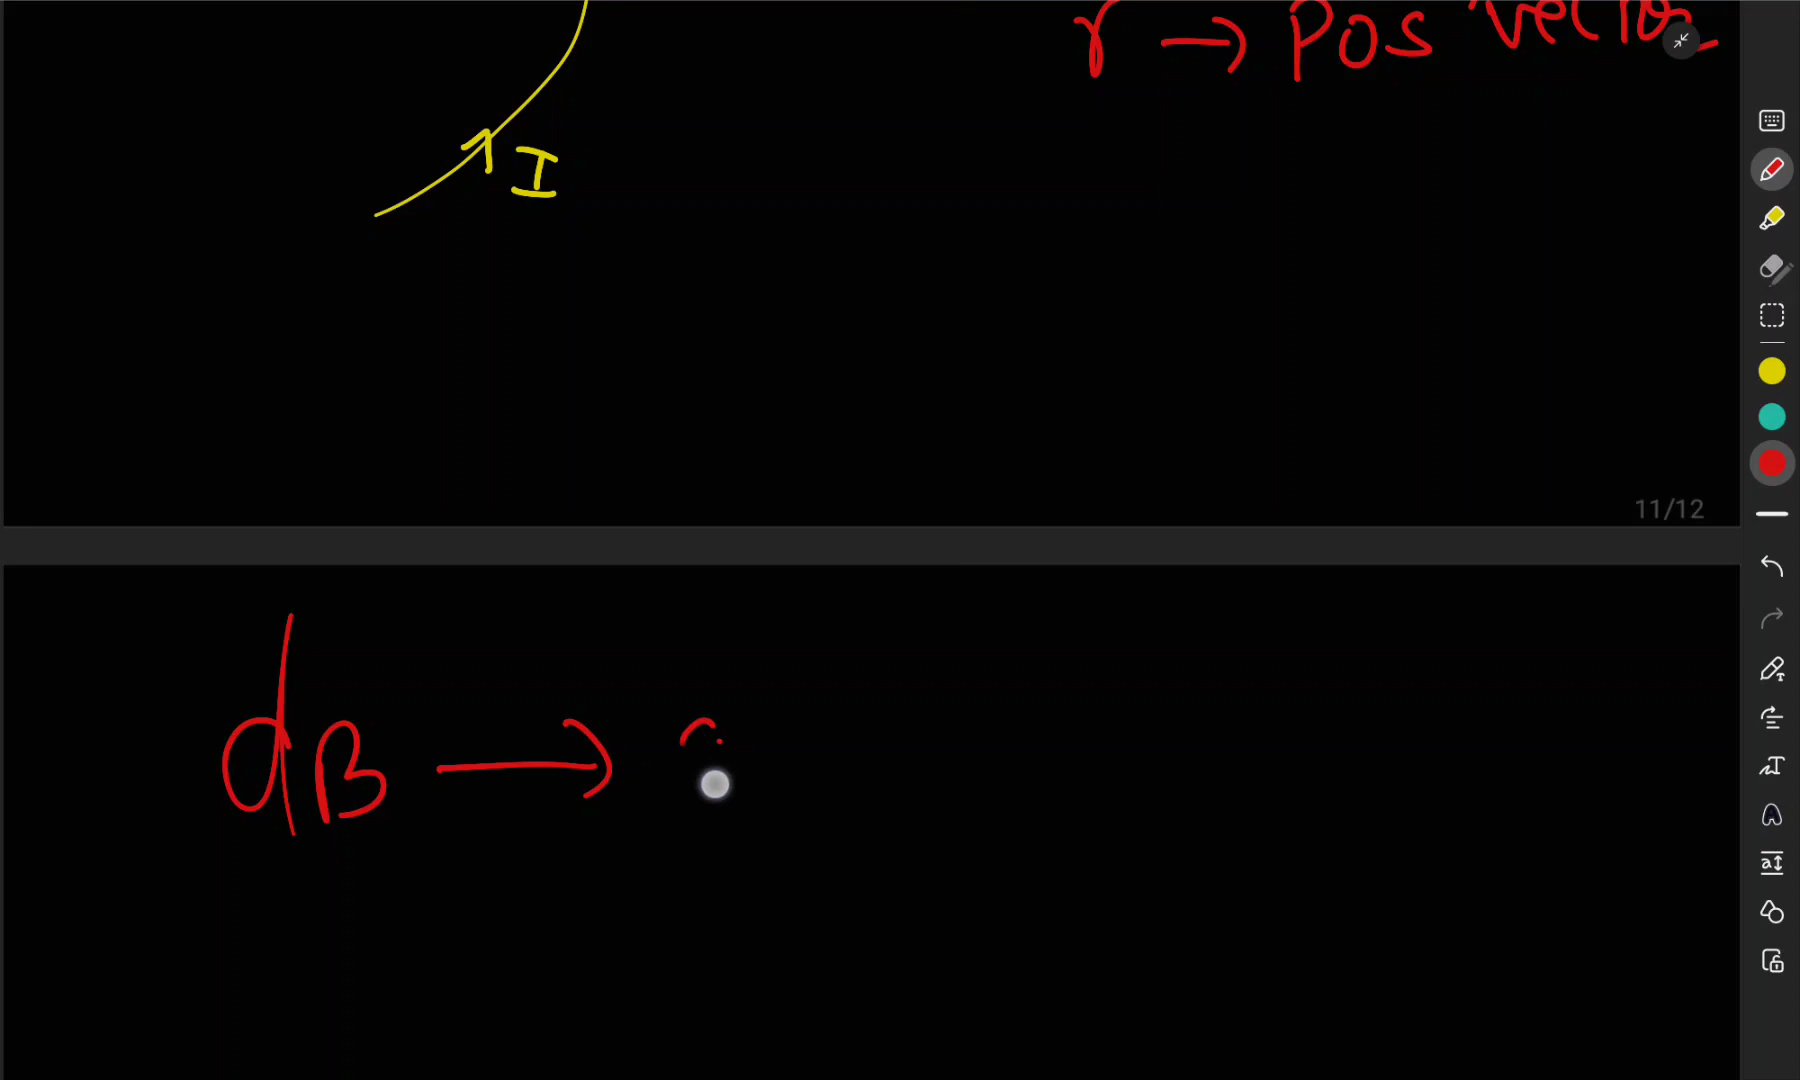 r → Pos vector
I
11/12
dB →